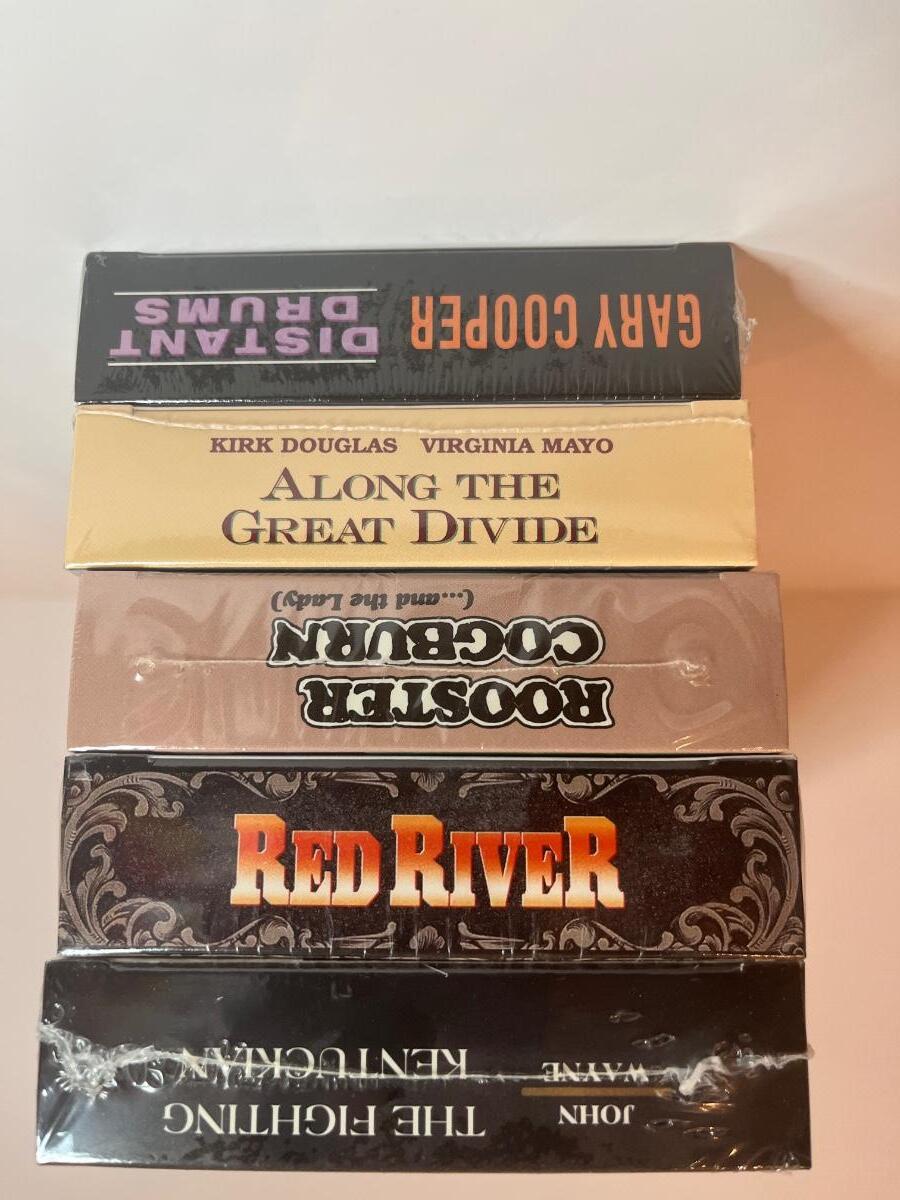 GARY COOPER
DISTANT
DRUMS
KIRK DOUGLAS VIRGINIA MAYO
ALONG THE
GREAT DIVIDE
ROOSTER
COGBURN
(...and the Lady)
RED RIVER
JOHN
WAYNE
THE FIGHTING
KENTUCKIAN